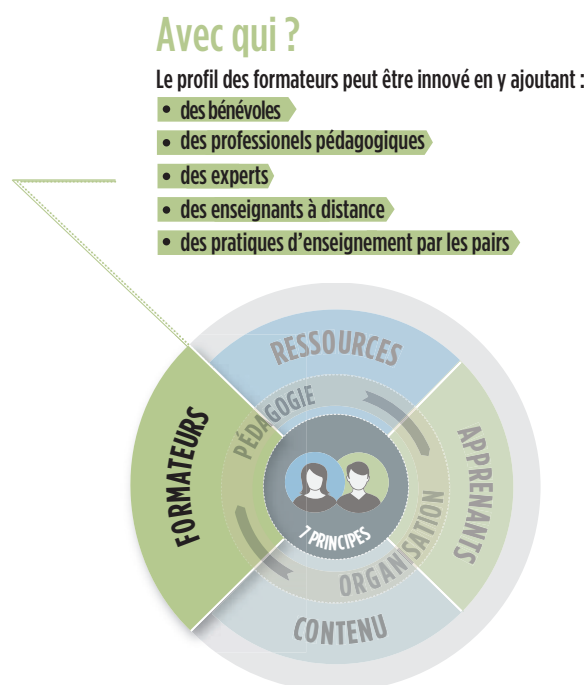 Avec qui ?
Le profil des formateurs peut être innové en y ajoutant :
• des bénévoles
• des professionels pédagogiques
• des experts
• des enseignants à distance
• des pratiques d'enseignement par les pairs
RESSOURCES
PÉDAGOGIE
FORMATEURS
APPRENANTS
7 PRINCIPES
ORGANISATION
CONTENU